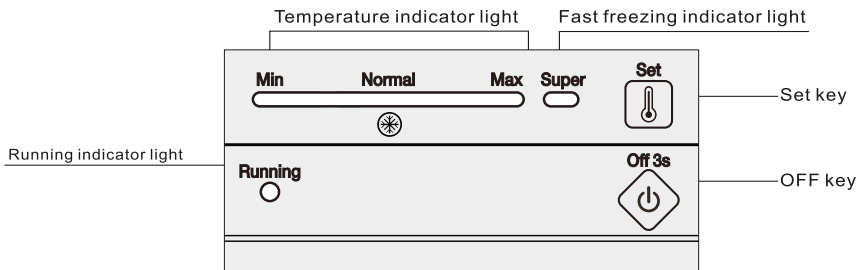 Temperature indicator light
Fast freezing indicator light
Min Normal Max Super Set
Set key
Running indicator light
Running Off 3s
OFF key